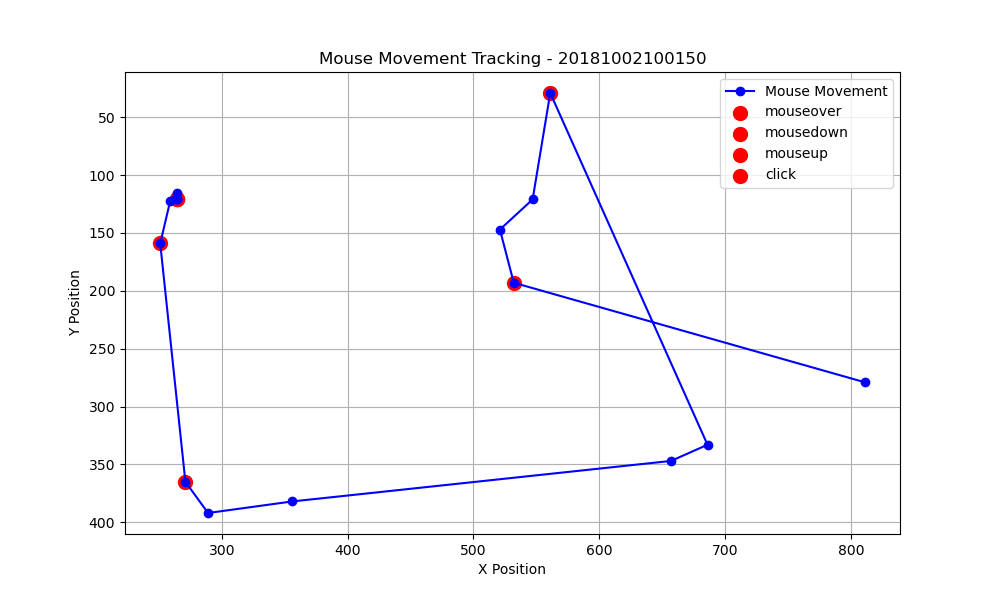 Mouse Movement Tracking - 20181002100150
Mouse Movement
mouseover
mousedown
mouseup
click
Y Position
50
100
150
200
250
300
350
400
300
400
500
600
700
800
X Position